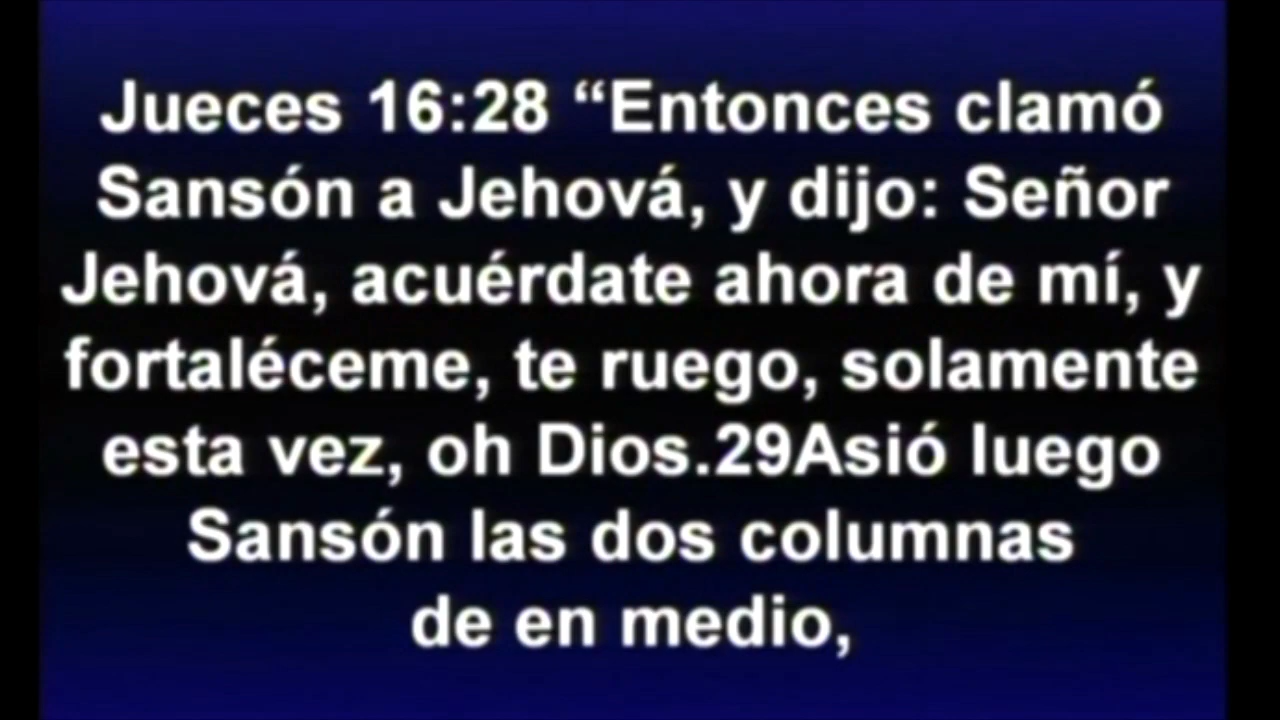 Jueces 16:28 “Entonces clamó
Sansón a Jehová, y dijo: Señor
Jehová, acuérdate ahora de mí, y
fortaléceme, te ruego, solamente
esta vez, oh Dios.29Asió luego
Sansón las dos columnas
de en medio,